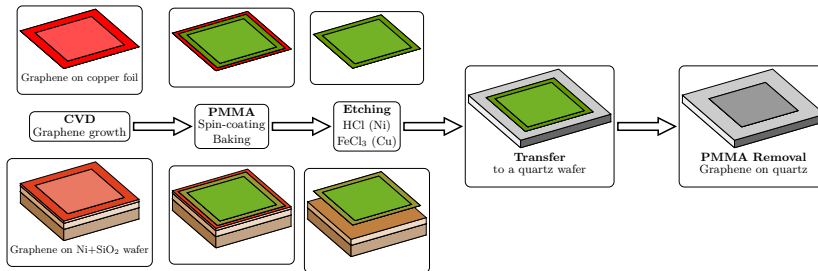 Graphene on copper foil
CVD
Graphene growth
PMMA
Spin-coating
Baking
Etching
HCl (Ni)
FeCl₃ (Cu)
Transfer
to a quartz wafer
PMMA Removal
Graphene on quartz
Graphene on Ni+SiO₂ wafer